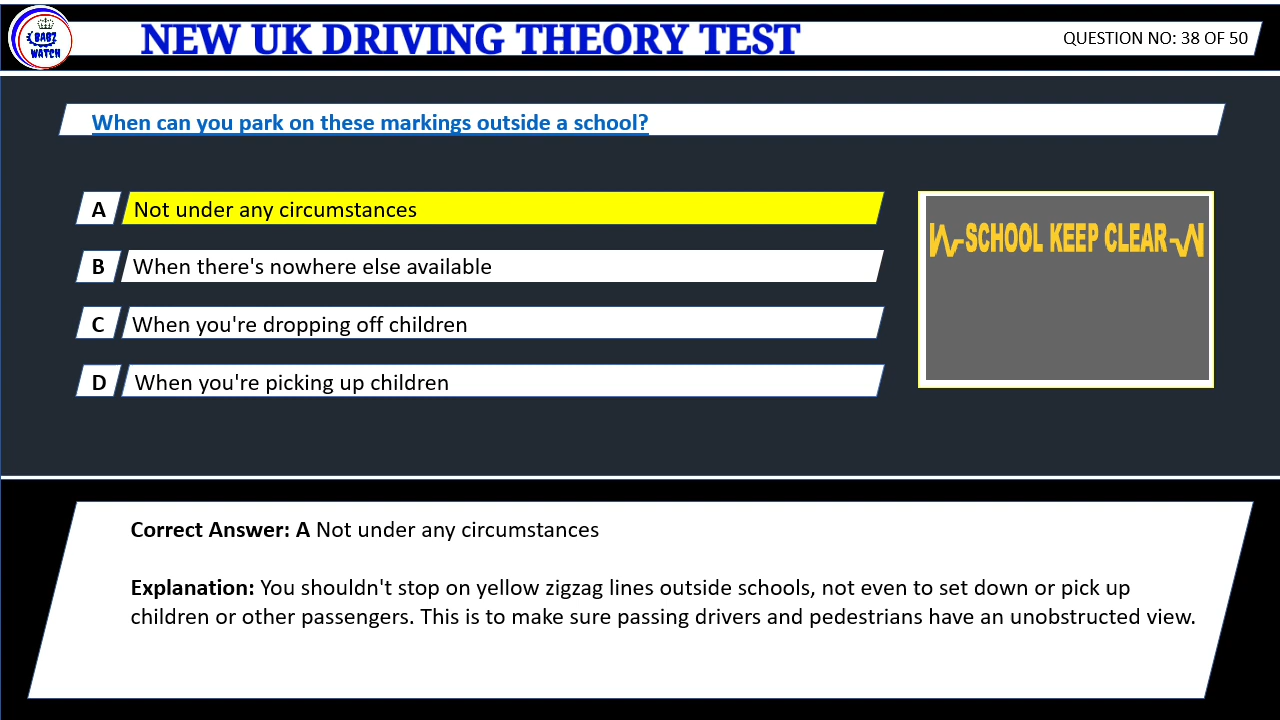 BABZ
WATCH
NEW UK DRIVING THEORY TEST
QUESTION NO: 38 OF 50
When can you park on these markings outside a school?
A Not under any circumstances
B When there's nowhere else available
C When you're dropping off children
D When you're picking up children
SCHOOL KEEP CLEAR
Correct Answer: A Not under any circumstances
Explanation: You shouldn't stop on yellow zigzag lines outside schools, not even to set down or pick up
children or other passengers. This is to make sure passing drivers and pedestrians have an unobstructed view.